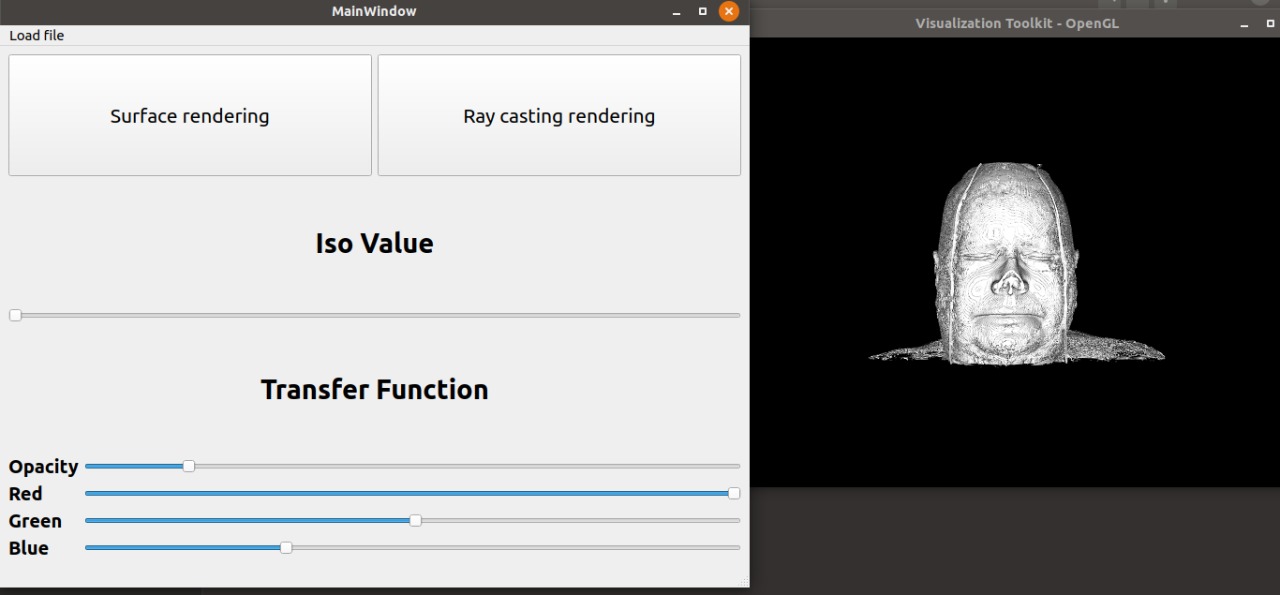 MainWindow
Visualization Toolkit - OpenGL
Load file
Surface rendering
Ray casting rendering
Iso Value
Transfer Function
Opacity
Red
Green
Blue